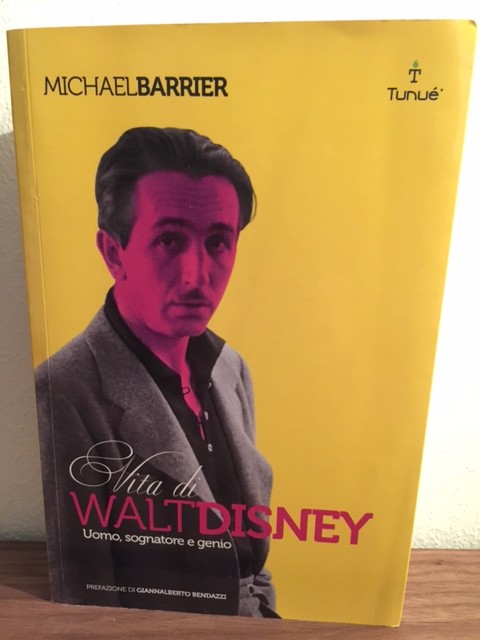 MICHAELBARRIER
T
Tunué
Vita di
WALTDISNEY
Uomo, sognatore e genio
PREFAZIONE DI GIANNALBERTO BENDAZZI